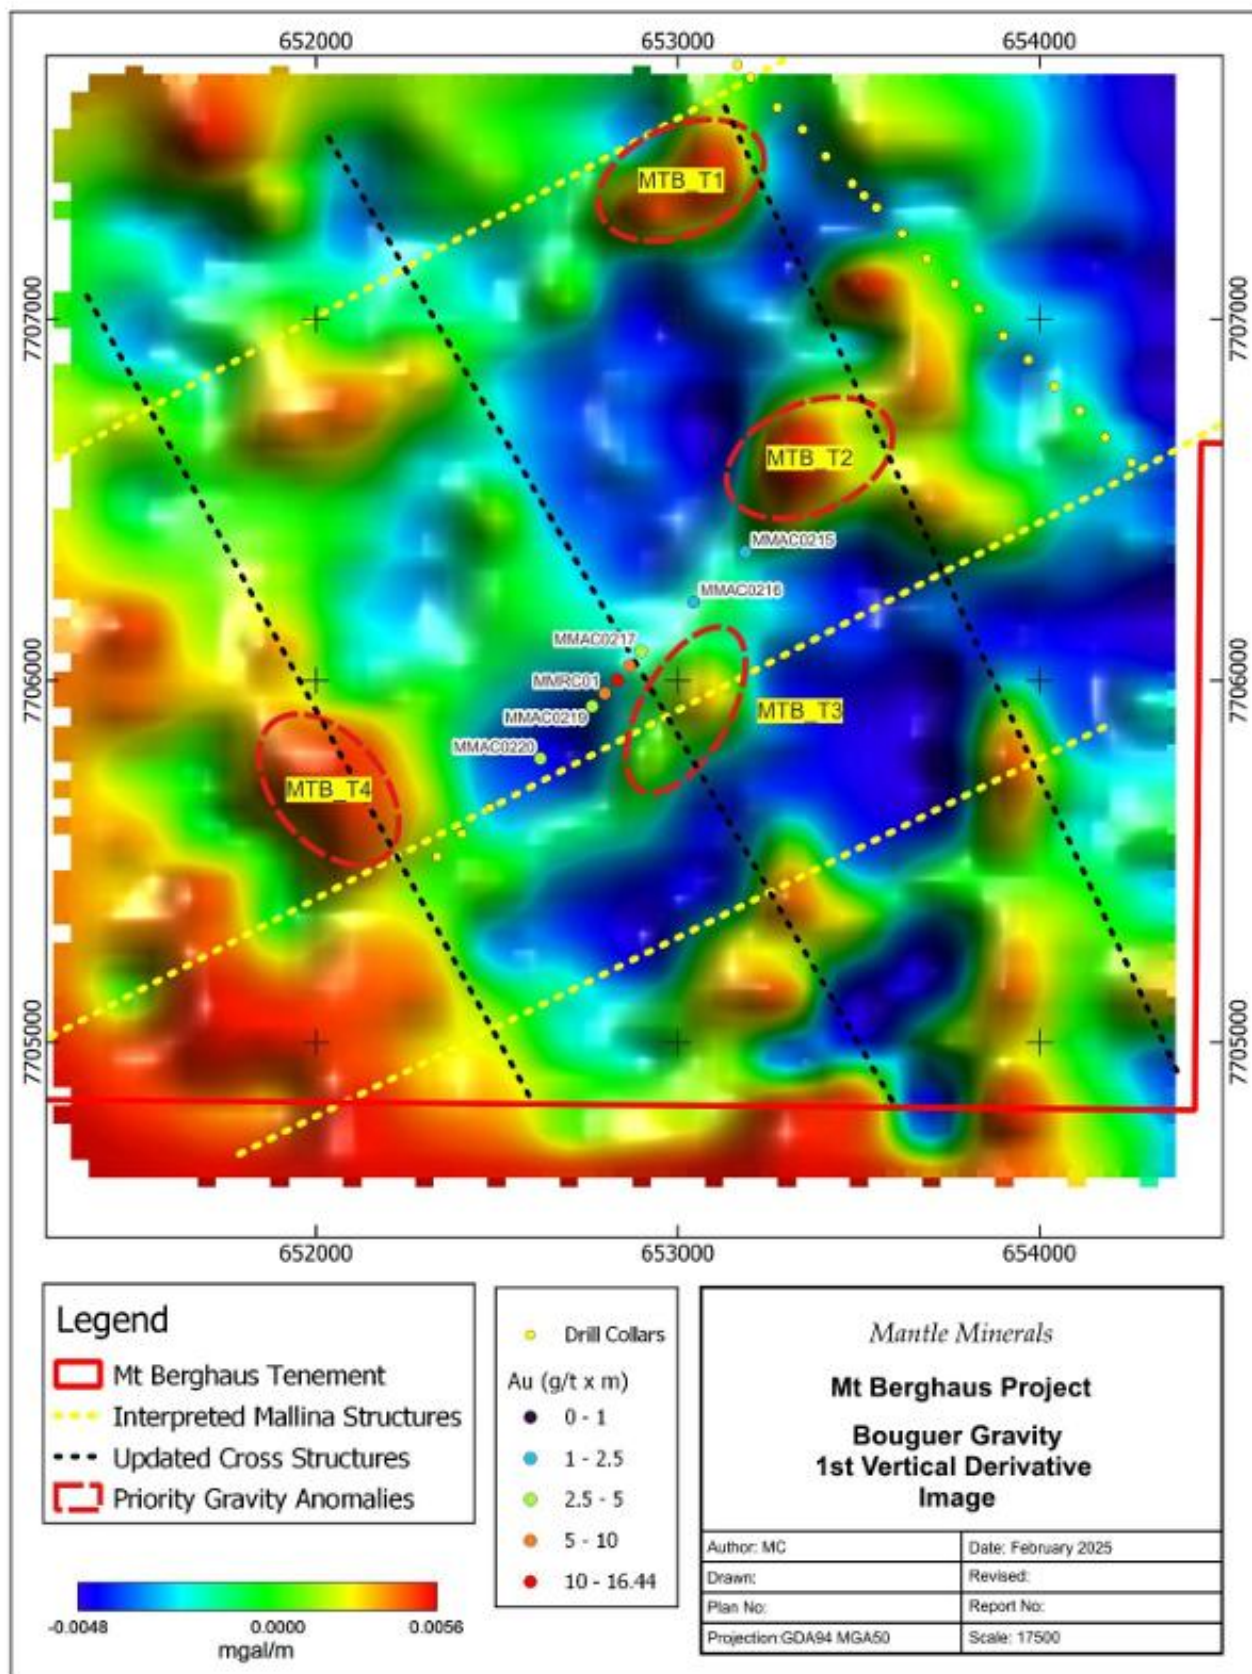 652000
653000
654000
MTB_T1
7707000
7707000
MTB_T2
MMAC0215
MMAC0216
MMAC0217
7706000
MMRC01
7706000
MTB_T3
MMAC0219
MMAC0220
MTB_T4
7705000
7705000
652000
653000
654000
Legend
Mt Berghaus Tenement
Interpreted Mallina Structures
Updated Cross Structures
Priority Gravity Anomalies
-0.0048
0.0000
0.0056
mgal/m
Drill Collars
Au (g/t x m)
0 - 1
1 - 2.5
2.5 - 5
5 - 10
10 - 16.44
Mantle Minerals
Mt Berghaus Project
Bouguer Gravity
1st Vertical Derivative
Image
Author: MC
Date: February 2025
Drawn:
Revised:
Plan No:
Report No:
Projection:GDA94 MGA50
Scale: 17500